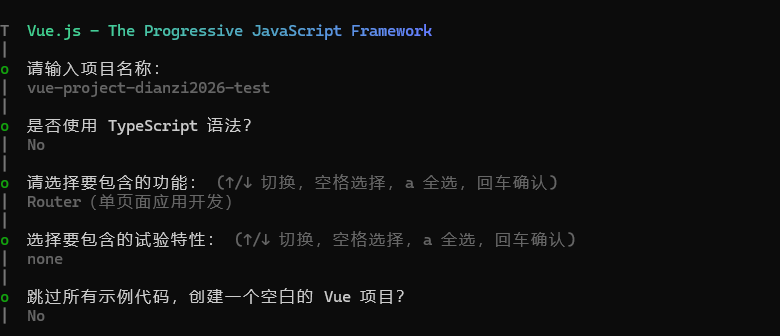 T  Vue.js - The Progressive JavaScript Framework
|
o  请输入项目名称：
|  vue-project-dianzi2026-test
|
o  是否使用 TypeScript 语法？
|  No
|
o  请选择要包含的功能： (↑/↓ 切换，空格选择，a 全选，回车确认)
|  Router（单页面应用开发）
|
o  选择要包含的试验特性： (↑/↓ 切换，空格选择，a 全选，回车确认)
|  none
|
o  跳过所有示例代码，创建一个空白的 Vue 项目？
|  No